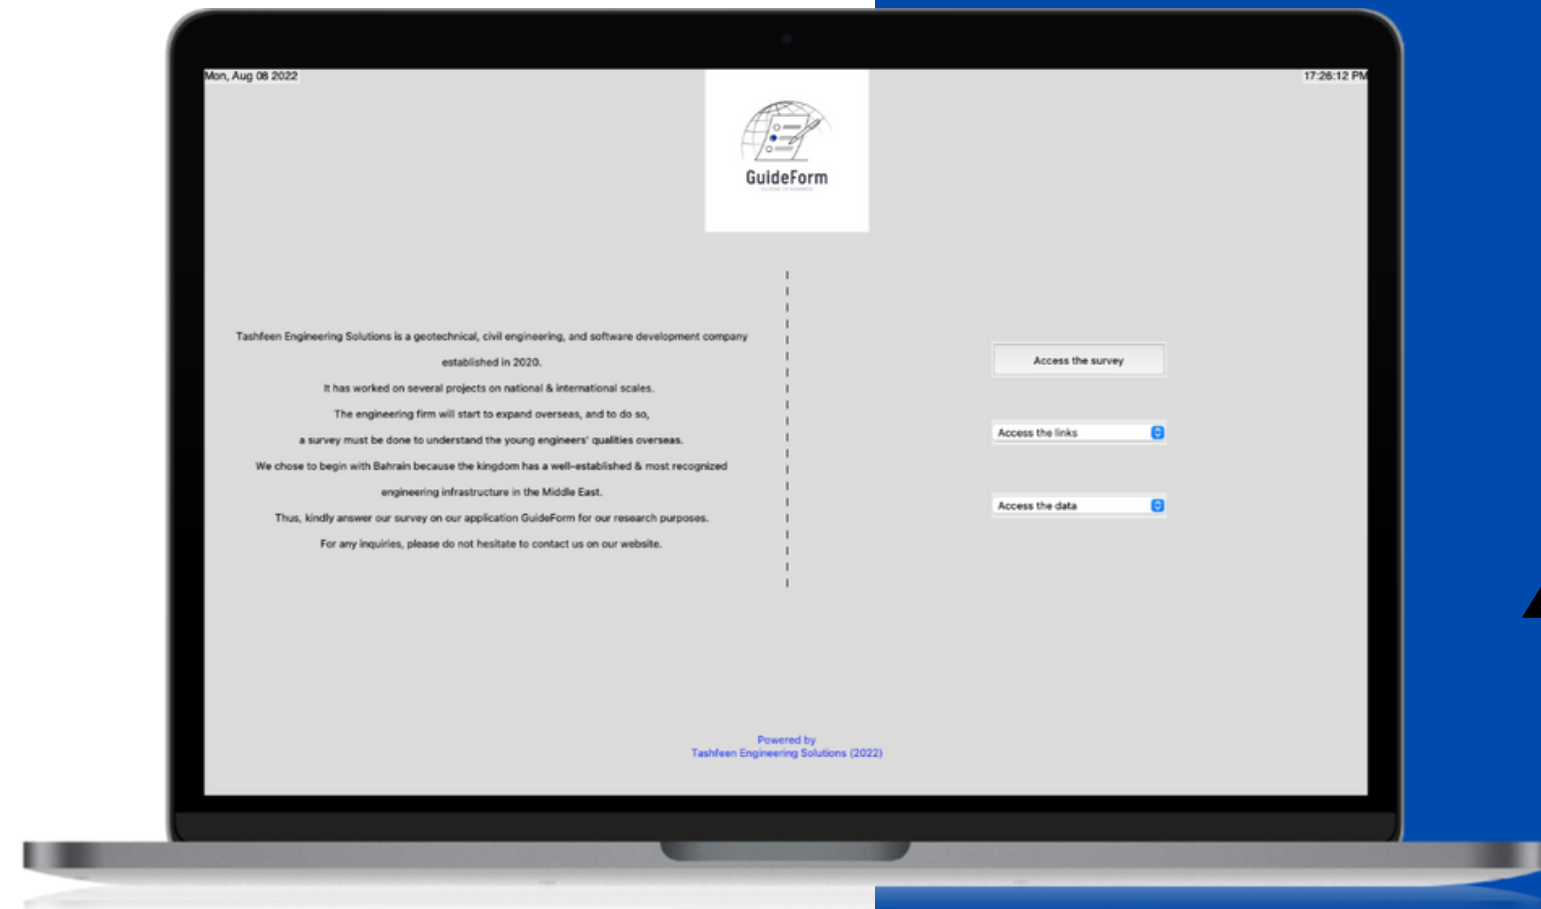 Mon, Aug 08 2022
17:26:12 PM
GuideForm
Tashfeen Engineering Solutions is a geotechnical, civil engineering, and software development company
established in 2020.
It has worked on several projects on national & international scales.
The engineering firm will start to expand overseas, and to do so,
a survey must be done to understand the young engineers' qualities overseas.
We chose to begin with Bahrain because the kingdom has a well-established & most recognized
engineering infrastructure in the Middle East.
Thus, kindly answer our survey on our application GuideForm for our research purposes.
For any inquiries, please do not hesitate to contact us on our website.
Access the survey
Access the links
Access the data
Powered by
Tashfeen Engineering Solutions (2022)